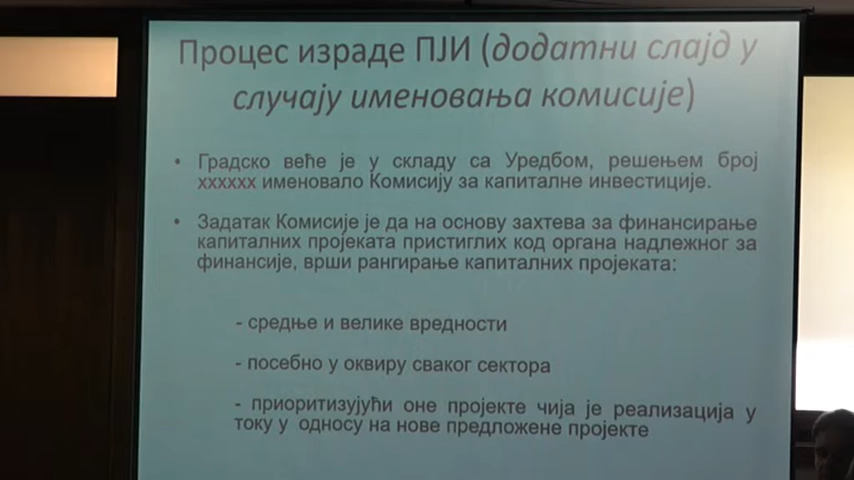 Процес израде ПЈИ (додатни слајд у
случају именовања комисије)
• Градско веће је у складу са Уредбом, решењем број
xxxxxx именовало Комисију за капиталне инвестиције.
• Задатак Комисије је да на основу захтева за финансирање
капиталних пројеката пристиглих код органа надлежног за
финансије, врши рангирање капиталних пројеката:
- средње и велике вредности
- посебно у оквиру сваког сектора
- приоритизујући оне пројекте чија је реализација у
току у односу на нове предложене пројекте